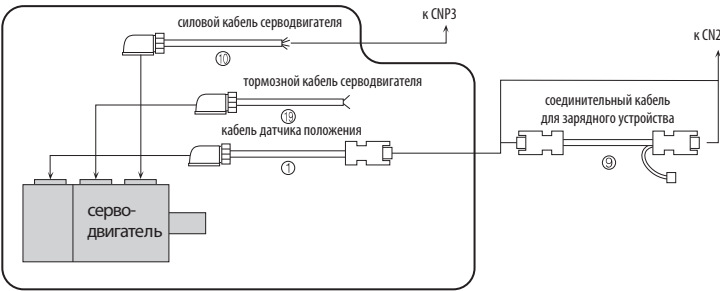 силовой кабель серводвигателя
к CNP3
к CN2
⑩
тормозной кабель серводвигателя
⑲
соединительный кабель
для зарядного устройства
кабель датчика положения
①
⑨
серво-
двигатель